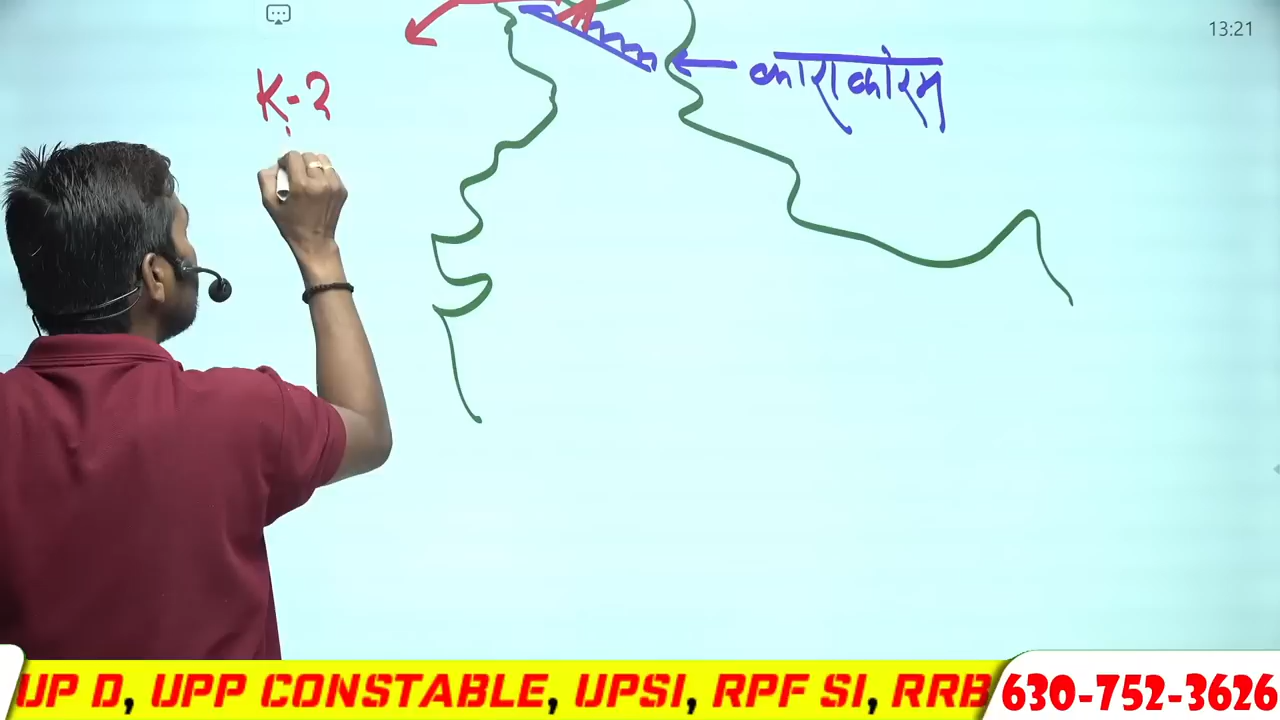 13:21
K-2
काराकोरम
UP D, UPP CONSTABLE, UPSI, RPF SI, RRB
630-752-3626